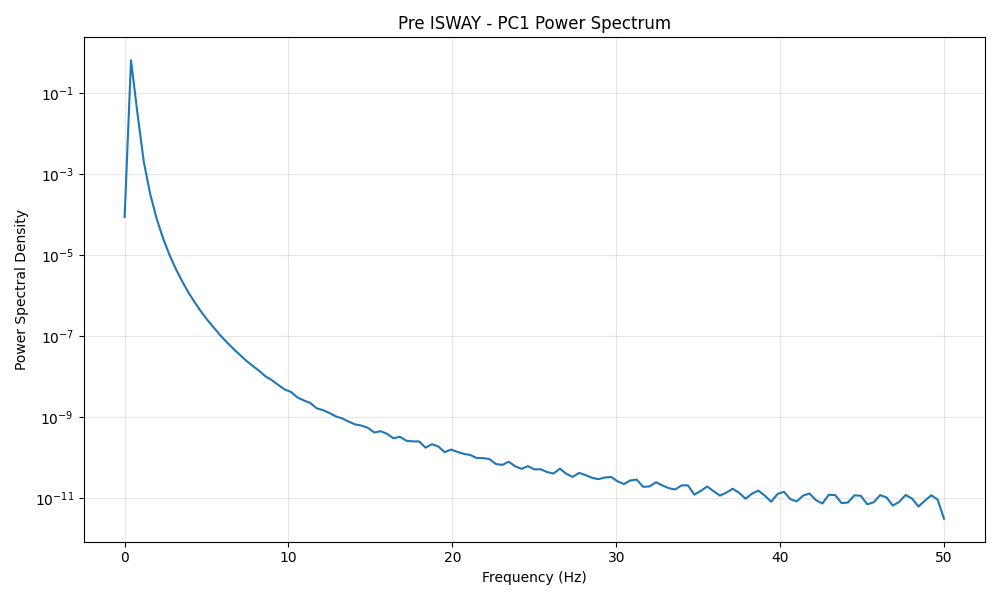 Pre ISWAY - PC1 Power Spectrum
Power Spectral Density
10⁻¹
10⁻³
10⁻⁵
10⁻⁷
10⁻⁹
10⁻¹¹
0 10 20 30 40 50
Frequency (Hz)